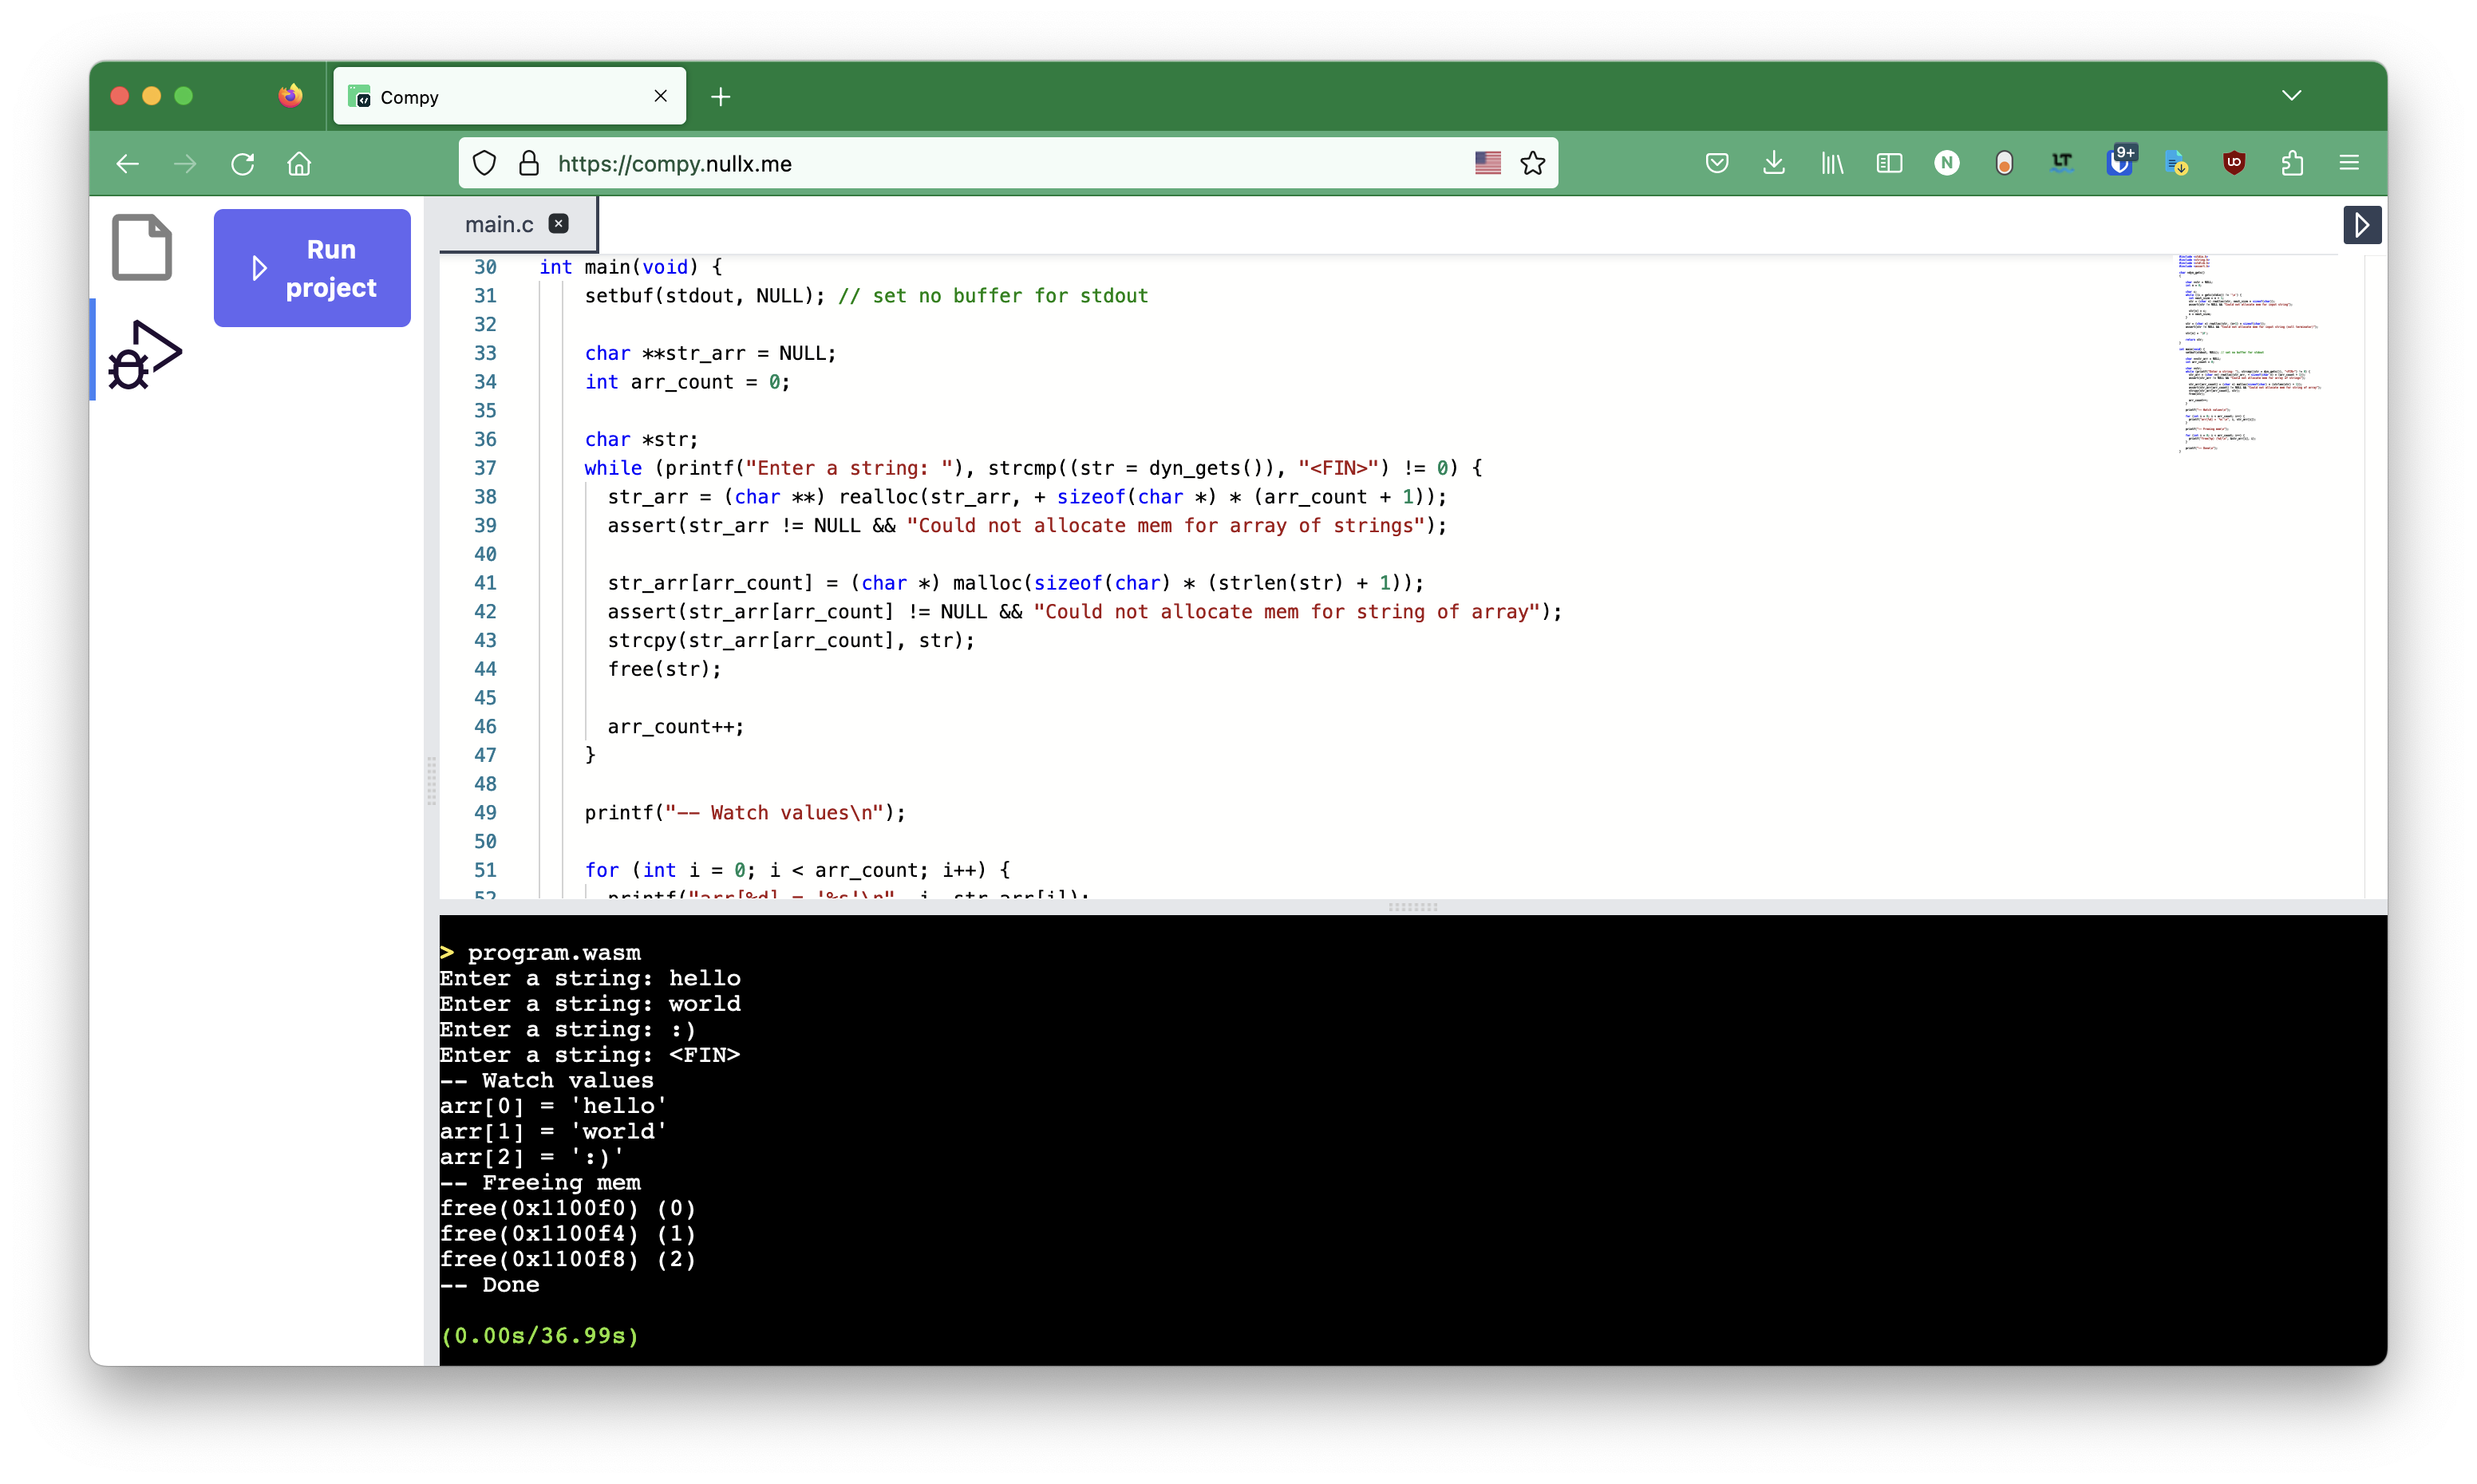 Compy
https://compy.nullx.me
N
LT
9+
UO
Run
project
main.c
30 int main(void) {
31 setbuf(stdout, NULL); // set no buffer for stdout
32
33 char **str_arr = NULL;
34 int arr_count = 0;
35
36 char *str;
37 while (printf("Enter a string: "), strcmp((str = dyn_gets()), "<FIN>") != 0) {
38 str_arr = (char **) realloc(str_arr, + sizeof(char *) * (arr_count + 1));
39 assert(str_arr != NULL && "Could not allocate mem for array of strings");
40
41 str_arr[arr_count] = (char *) malloc(sizeof(char) * (strlen(str) + 1));
42 assert(str_arr[arr_count] != NULL && "Could not allocate mem for string of array");
43 strcpy(str_arr[arr_count], str);
44 free(str);
45
46 arr_count++;
47 }
48
49 printf("-- Watch values\n");
50
51 for (int i = 0; i < arr_count; i++) {
52 printf("arr[%d] = '%s'\n", i, str_arr[i]);
> program.wasm
Enter a string: hello
Enter a string: world
Enter a string: :)
Enter a string: <FIN>
-- Watch values
arr[0] = 'hello'
arr[1] = 'world'
arr[2] = ':)'
-- Freeing mem
free(0x1100f0) (0)
free(0x1100f4) (1)
free(0x1100f8) (2)
-- Done
(0.00s/36.99s)